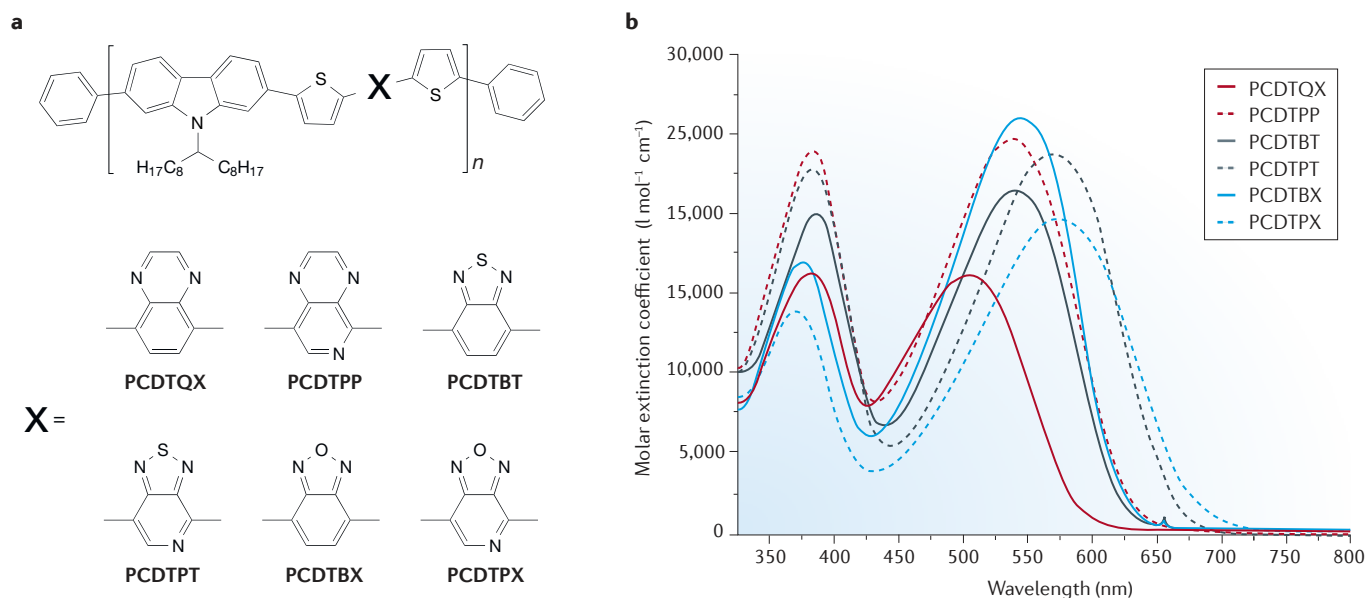 a
S
X
S
N
n
H17C8 C8H17
N N
PCDTQX
N N
N
PCDTPP
S
N N
PCDTBT
X =
S
N N
N
PCDTPT
O
N N
PCDTBX
O
N N
N
PCDTPX
b
30,000
25,000
15,000
15,000
10,000
5,000
0
Molar extinction coefficient (l mol⁻¹ cm⁻¹)
350 400 450 500 550 600 650 700 750 800
Wavelength (nm)
PCDTQX
PCDTPP
PCDTBT
PCDTPT
PCDTBX
PCDTPX